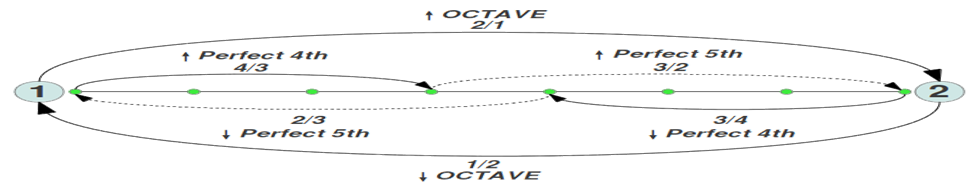 ↑ OCTAVE
2/1
↑ Perfect 4th
4/3
↑ Perfect 5th
3/2
1
2
2/3
↓ Perfect 5th
3/4
↓ Perfect 4th
1/2
↓ OCTAVE